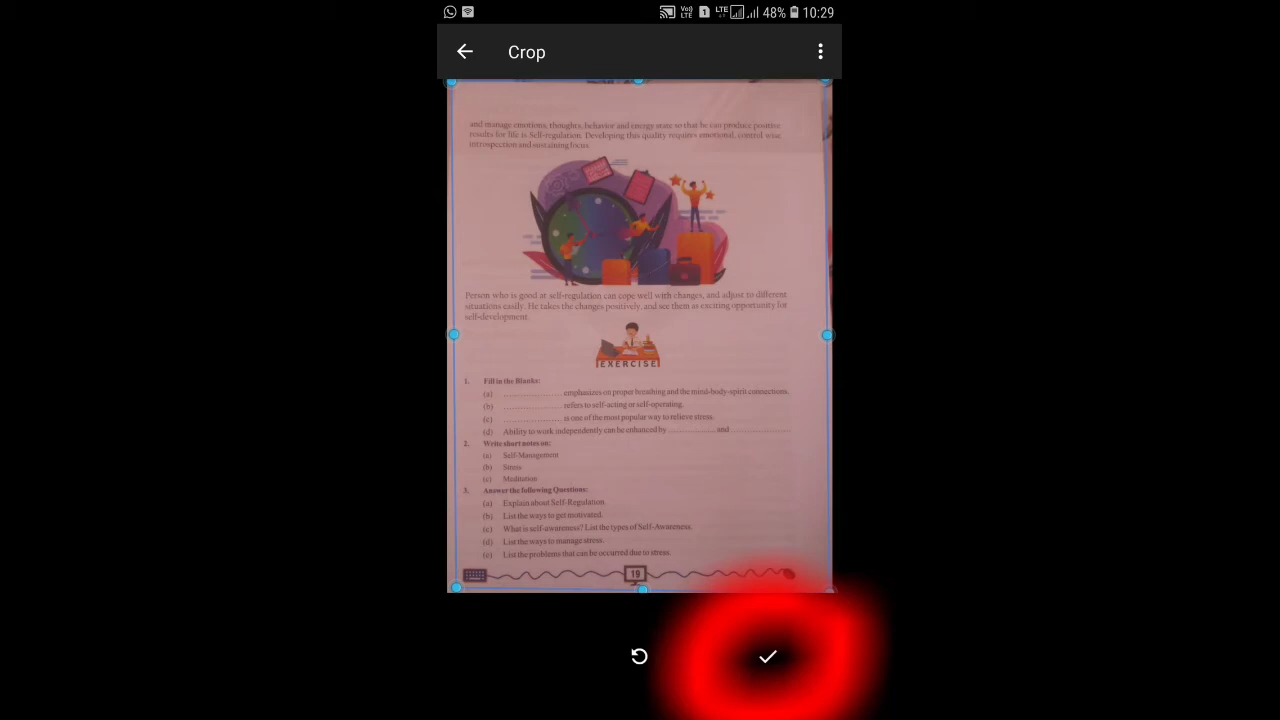 48% 10:29
Crop
and manage emotions, thoughts, behavior and energy state so that he can produce positive
results for life is Self-regulation. Developing this quality requires emotional, control wise,
introspection and sustaining focus.
Person who is good at self-regulation can cope well with changes, and adjust to different
situations easily. He takes the changes positively, and see them as exciting opportunity for
self-development.
EXERCISE
1. Fill in the Blanks:
(a) .................... emphasizes on proper breathing and the mind-body-spirit connections.
(b) .................... refers to self-acting or self-operating.
(c) .................... is one of the most popular way to relieve stress.
(d) Ability to work independently can be enhanced by ................ and ....................
2. Write short notes on:
(a) Self-Management
(b) Stress
(c) Meditation
3. Answer the following Questions:
(a) Explain about Self-Regulation.
(b) List the ways to get motivated.
(c) What is self-awareness? List the types of Self-Awareness.
(d) List the ways to manage stress.
(e) List the problems that can be occurred due to stress.
19